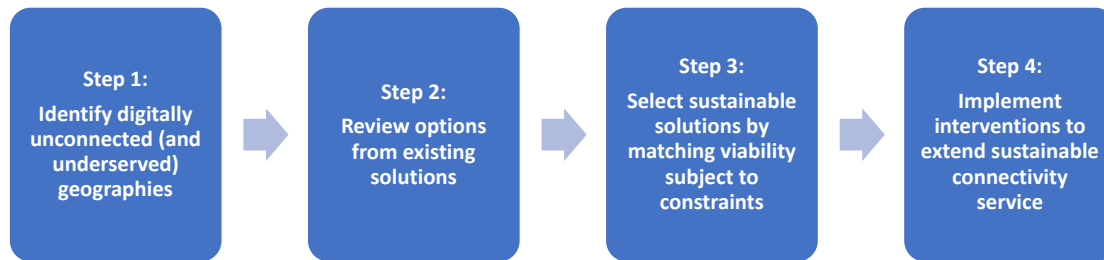 Step 1:
Identify digitally
unconnected (and
underserved)
geographies
Step 2:
Review options
from existing
solutions
Step 3:
Select sustainable
solutions by
matching viability
subject to
constraints
Step 4:
Implement
interventions to
extend sustainable
connectivity
service